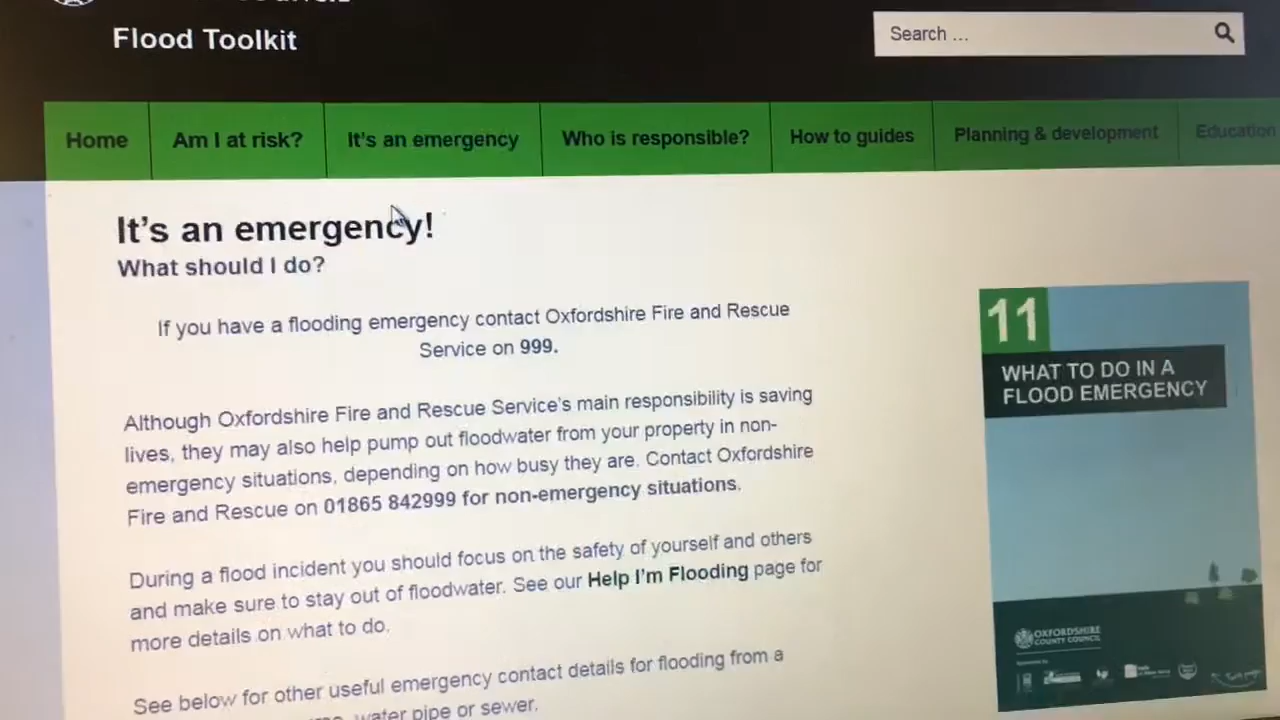 Flood Toolkit
Search ...
Home
Am I at risk?
It's an emergency
Who is responsible?
How to guides
Planning & development
Education
It's an emergency!
What should I do?
If you have a flooding emergency contact Oxfordshire Fire and Rescue
Service on 999.
Although Oxfordshire Fire and Rescue Service's main responsibility is saving
lives, they may also help pump out floodwater from your property in non-
emergency situations, depending on how busy they are. Contact Oxfordshire
Fire and Rescue on 01865 842999 for non-emergency situations.
During a flood incident you should focus on the safety of yourself and others
and make sure to stay out of floodwater. See our Help I'm Flooding page for
more details on what to do.
See below for other useful emergency contact details for flooding from a
water pipe or sewer.
11
WHAT TO DO IN A
FLOOD EMERGENCY
OXFORDSHIRE
COUNTY COUNCIL